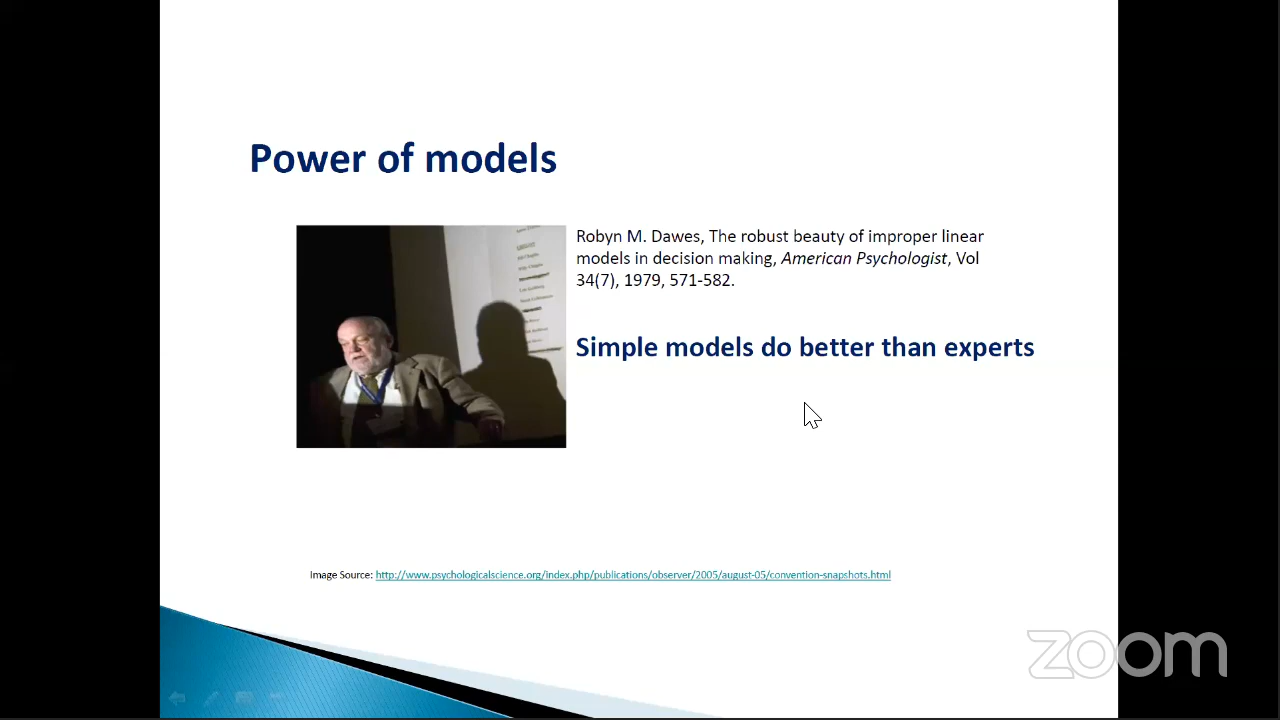 Power of models
Robyn M. Dawes, The robust beauty of improper linear
models in decision making, American Psychologist, Vol
34(7), 1979, 571-582.
Simple models do better than experts
Image Source: http://www.psychologicalscience.org/index.php/publications/observer/2005/august-05/convention-snapshots.html
zoom